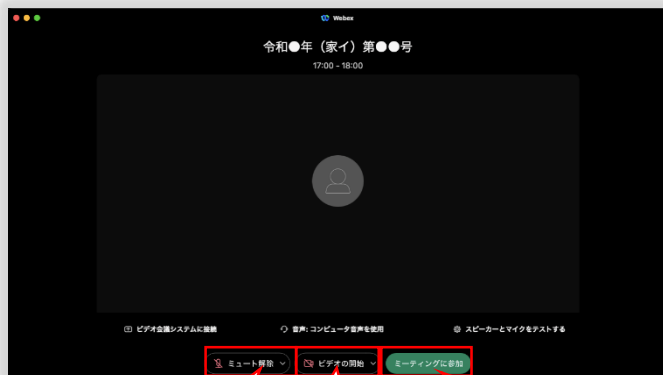 Webex
令和●年（家イ）第●●号
17:00 - 18:00
ビデオ会議システムに接続
音声: コンピュータ音声を使用
スピーカーとマイクをテストする
ミュート解除
ビデオの開始
ミーティングに参加